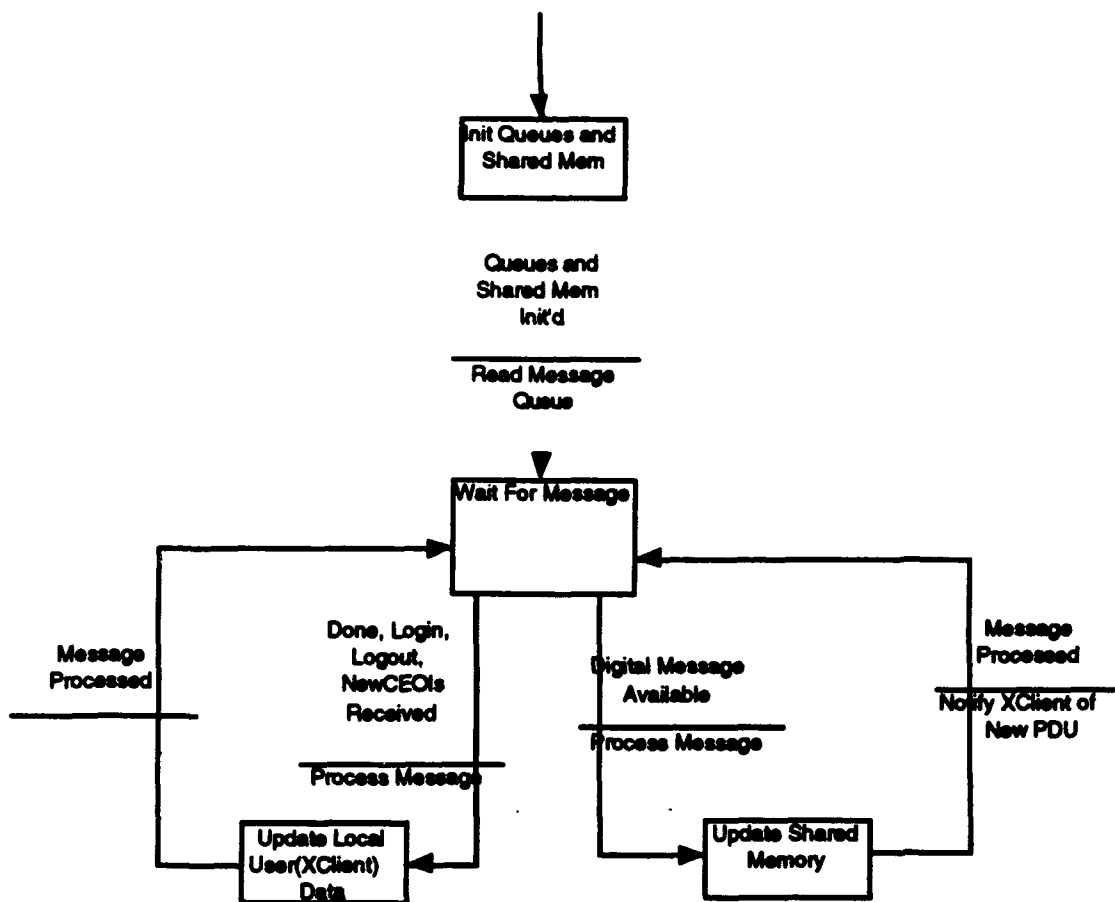 Init Queues and
Shared Mem
Queues and
Shared Mem
Init'd
Read Message
Queue
Wait For Message
Message
Processed
Done, Login,
Logout,
NewCEOIs
Received
Process Message
Digital Message
Available
Process Message
Message
Processed
Notify XClient of
New PDU
Update Local
User(XClient)
Data
Update Shared
Memory